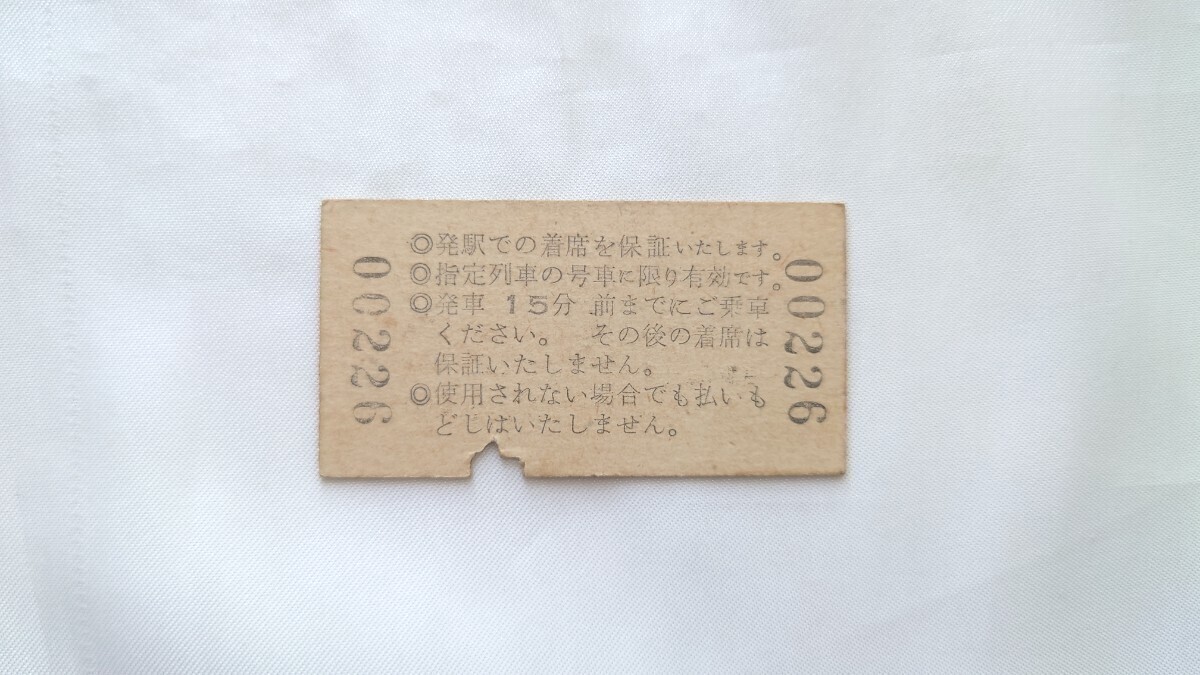 ◎発駅での着席を保証いたします。
◎指定列車の号車に限り有効です。
◎発車 15分 前までにご乗車
ください。 その後の着席は
保証いたしません。
◎使用されない場合でも払いも
どしはいたしません。
00226
00226